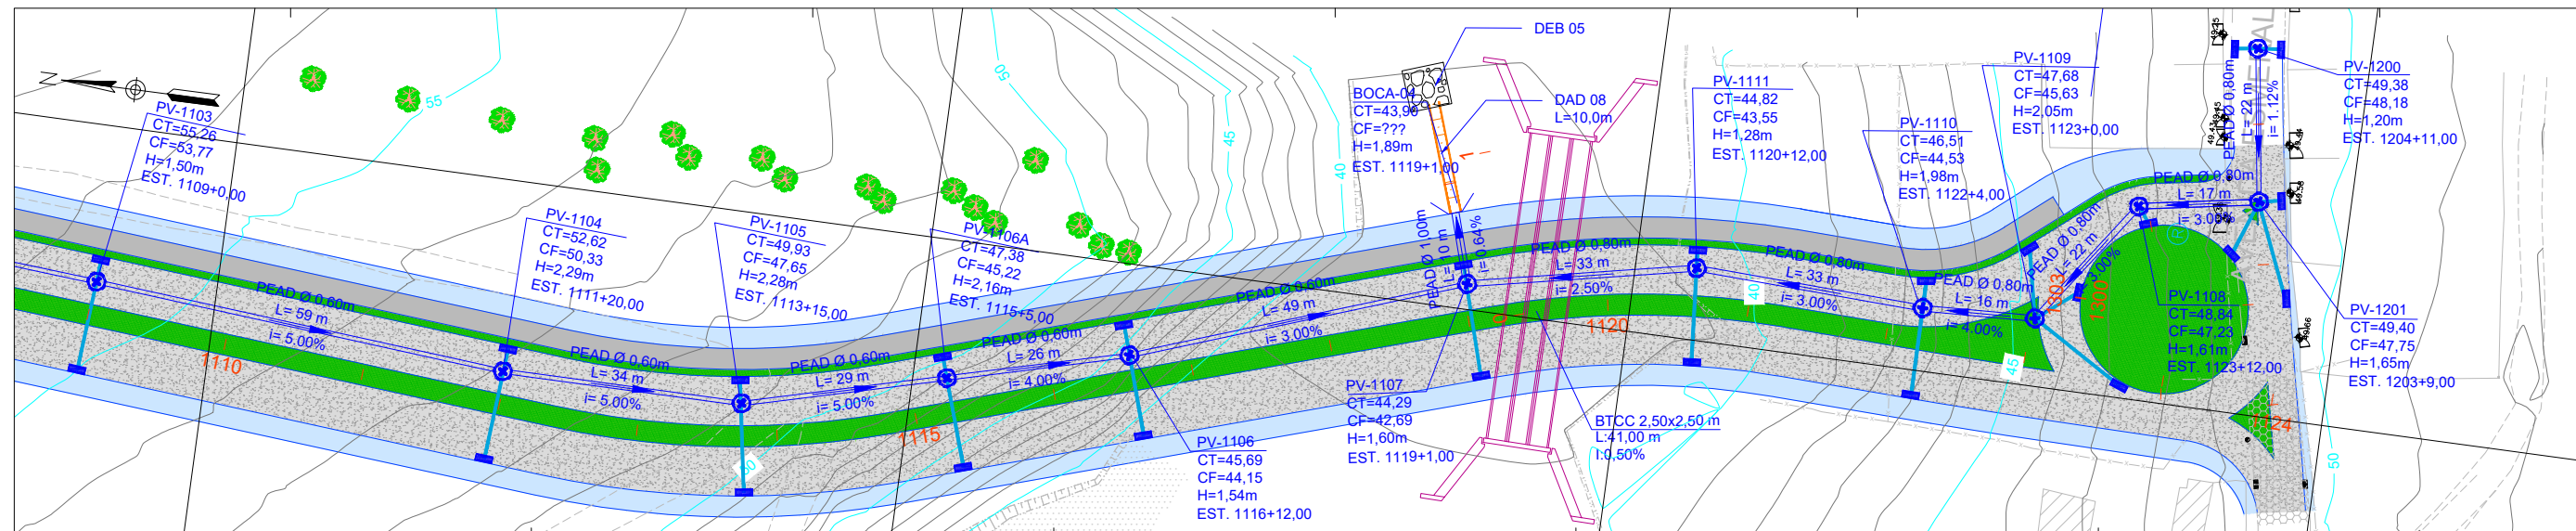 N
PV-1103
CT=55,26
CF=53,77
H=1,50m
EST. 1109+0,00
55
PEAD Ø 0,60m
L= 59 m
i= 5.00%
1110
PV-1104
CT=52,62
CF=50,33
H=2,29m
EST. 1111+20,00
PEAD Ø 0,60m
L= 34 m
i= 5.00%
PV-1105
CT=49,93
CF=47,65
H=2,28m
EST. 1113+15,00
PEAD Ø 0,60m
L= 29 m
i= 5.00%
50
1115
PV-1106A
CT=47,38
CF=45,22
H=2,16m
EST. 1115+5,00
PEAD Ø 0,60m
L= 26 m
i= 4.00%
50
45
40
PEAD Ø 0,60m
L= 49 m
i= 3.00%
PV-1106
CT=45,69
CF=44,15
H=1,54m
EST. 1116+12,00
DEB 05
DAD 08
L=10,0m
BOCA-04
CT=43,90
CF=???
H=1,89m
EST. 1119+1,00
PEAD Ø 1,00m
L= 10 m
i= 0.64%
PV-1107
CT=44,29
CF=42,69
H=1,60m
EST. 1119+1,00
PEAD Ø 0,80m
L= 33 m
i= 2.50%
1120
BTCC 2,50x2,50 m
L:41,00 m
I:0,50%
PV-1111
CT=44,82
CF=43,55
H=1,28m
EST. 1120+12,00
PEAD Ø 0,80m
L= 33 m
i= 3.00%
40
PV-1110
CT=46,51
CF=44,53
H=1,98m
EST. 1122+4,00
PEAD Ø 0,80m
L= 16 m
i= 4.00%
45
PV-1109
CT=47,68
CF=45,63
H=2,05m
EST. 1123+0,00
PEAD Ø 0,80m
L= 22 m
3.00%
1303
1300
PV-1108
CT=48,84
CF=47,23
H=1,61m
EST. 1123+12,00
PEAD Ø 0,80m
L= 17 m
i= 3.00%
PEAD Ø 0,80m
L= 22 m
i= 1.12%
PV-1200
CT=49,38
CF=48,18
H=1,20m
EST. 1204+11,00
PV-1201
CT=49,40
CF=47,75
H=1,65m
EST. 1203+9,00
1124
50